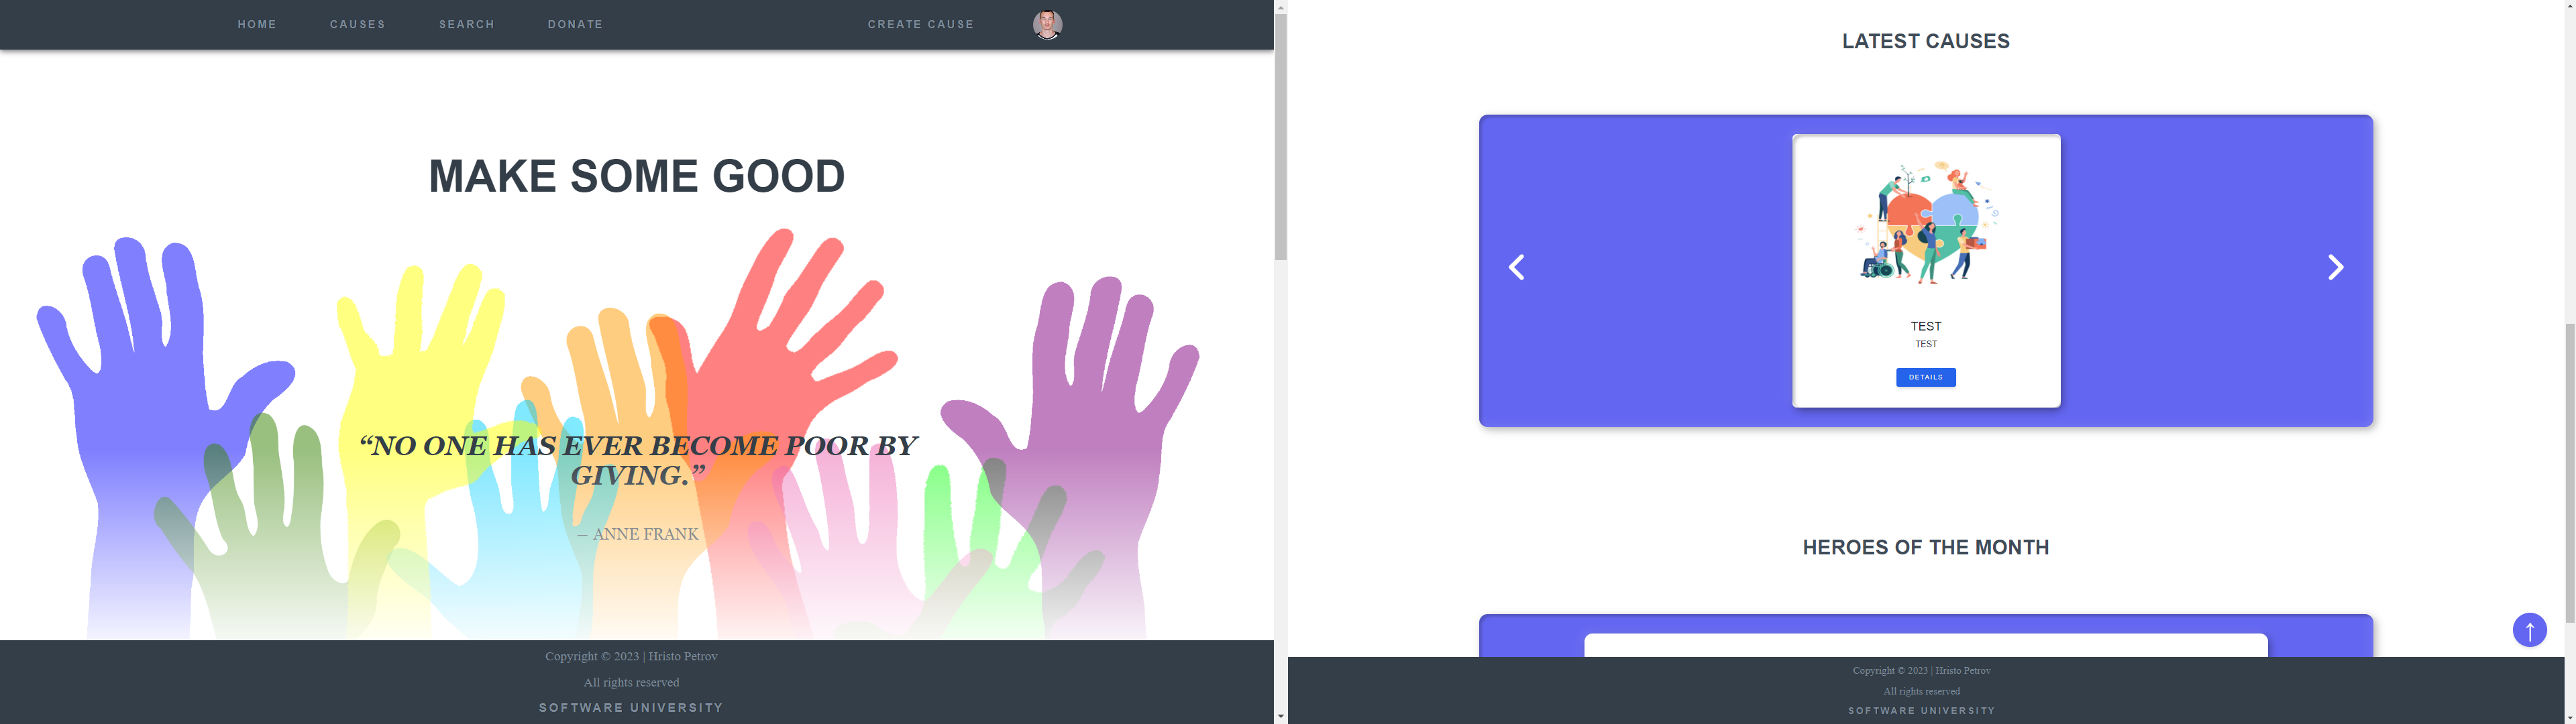 HOME CAUSES SEARCH DONATE CREATE CAUSE
MAKE SOME GOOD
“NO ONE HAS EVER BECOME POOR BY
GIVING.”
— ANNE FRANK
Copyright © 2023 | Hristo Petrov
All rights reserved
SOFTWARE UNIVERSITY
LATEST CAUSES
TEST
TEST
DETAILS
HEROES OF THE MONTH
Copyright © 2023 | Hristo Petrov
All rights reserved
SOFTWARE UNIVERSITY